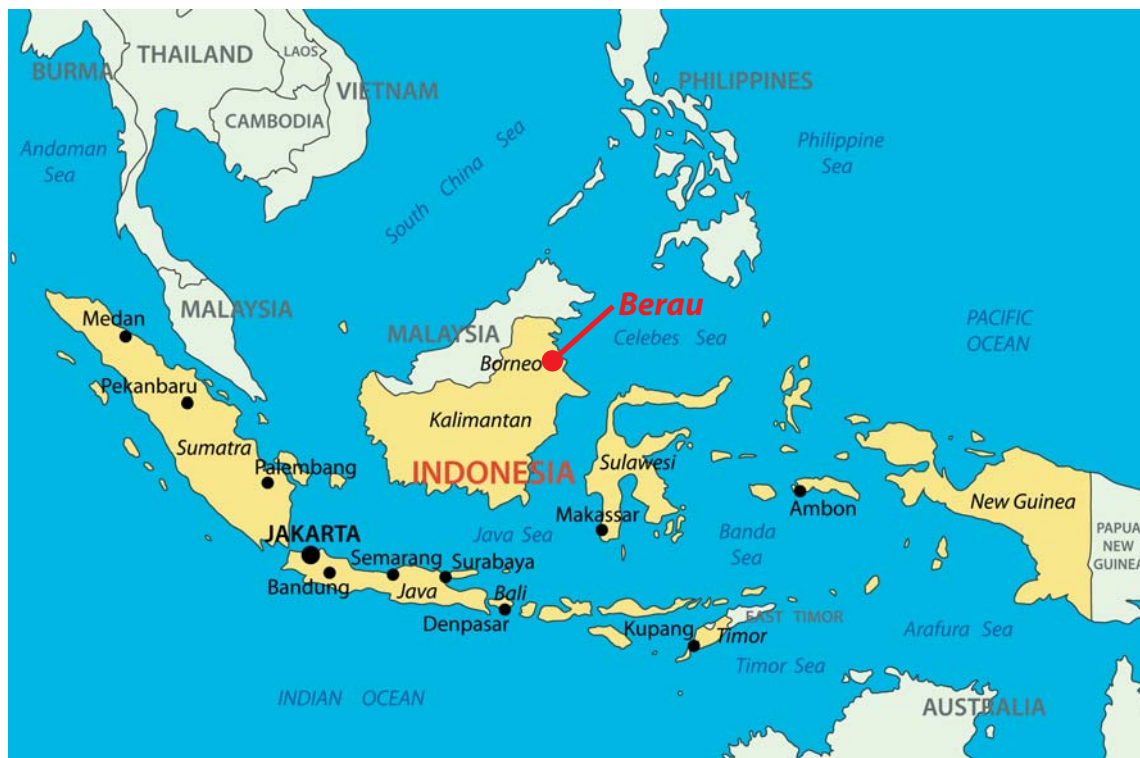 THAILAND
LAOS
BURMA
VIETNAM
CAMBODIA
PHILIPPINES
Andaman
Sea
South China Sea
Philippine
Sea
MALAYSIA
Medan
MALAYSIA
Berau
Celebes Sea
PACIFIC
OCEAN
Borneo
Pekanbaru
Kalimantan
Sumatra
Palembang
INDONESIA
Sulawesi
New Guinea
Makassar
Ambon
JAKARTA
Java Sea
Banda
Sea
PAPUA
NEW
GUINEA
Semarang
Surabaya
Bandung
Java
Bali
Denpasar
Kupang
Timor
EAST TIMOR
Arafura Sea
Timor Sea
INDIAN OCEAN
AUSTRALIA